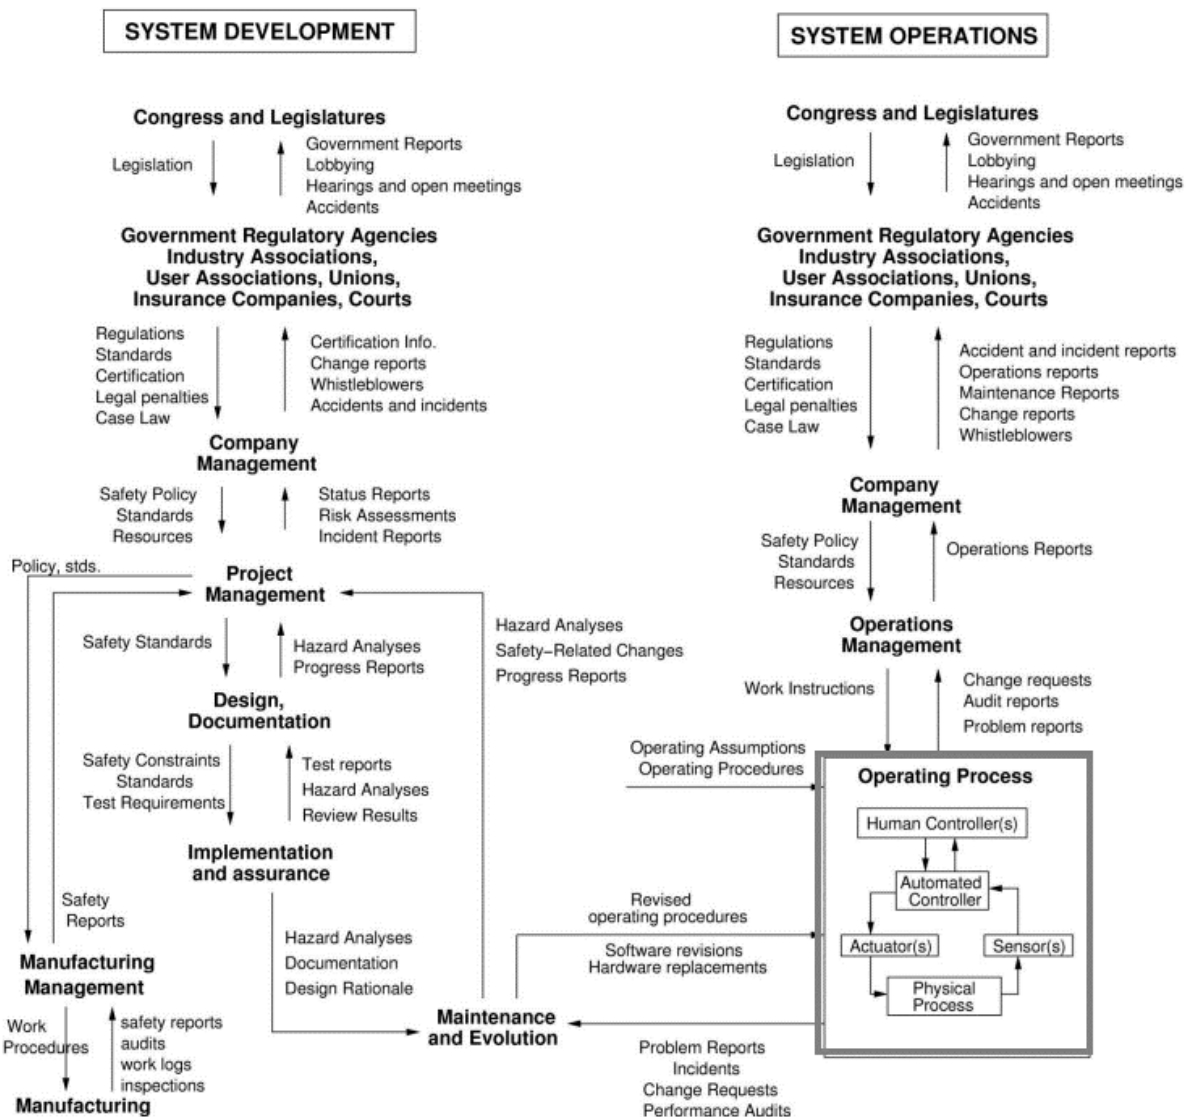 SYSTEM DEVELOPMENT
Congress and Legislatures
Legislation
Government Reports
Lobbying
Hearings and open meetings
Accidents
Government Regulatory Agencies
Industry Associations,
User Associations, Unions,
Insurance Companies, Courts
Regulations
Standards
Certification
Legal penalties
Case Law
Certification Info.
Change reports
Whistleblowers
Accidents and incidents
Company
Management
Safety Policy
Standards
Resources
Status Reports
Risk Assessments
Incident Reports
Policy, stds.
Project
Management
Safety Standards
Hazard Analyses
Progress Reports
Hazard Analyses
Safety-Related Changes
Progress Reports
Design,
Documentation
Safety Constraints
Standards
Test Requirements
Test reports
Hazard Analyses
Review Results
Implementation
and assurance
Safety
Reports
Hazard Analyses
Documentation
Design Rationale
Manufacturing
Management
Work
Procedures
safety reports
audits
work logs
inspections
Manufacturing
Maintenance
and Evolution
SYSTEM OPERATIONS
Congress and Legislatures
Legislation
Government Reports
Lobbying
Hearings and open meetings
Accidents
Government Regulatory Agencies
Industry Associations,
User Associations, Unions,
Insurance Companies, Courts
Regulations
Standards
Certification
Legal penalties
Case Law
Accident and incident reports
Operations reports
Maintenance Reports
Change reports
Whistleblowers
Company
Management
Safety Policy
Standards
Resources
Operations Reports
Operations
Management
Work Instructions
Change requests
Audit reports
Problem reports
Operating Assumptions
Operating Procedures
Operating Process
Human Controller(s)
Automated
Controller
Actuator(s)
Sensor(s)
Physical
Process
Revised
operating procedures
Software revisions
Hardware replacements
Problem Reports
Incidents
Change Requests
Performance Audits